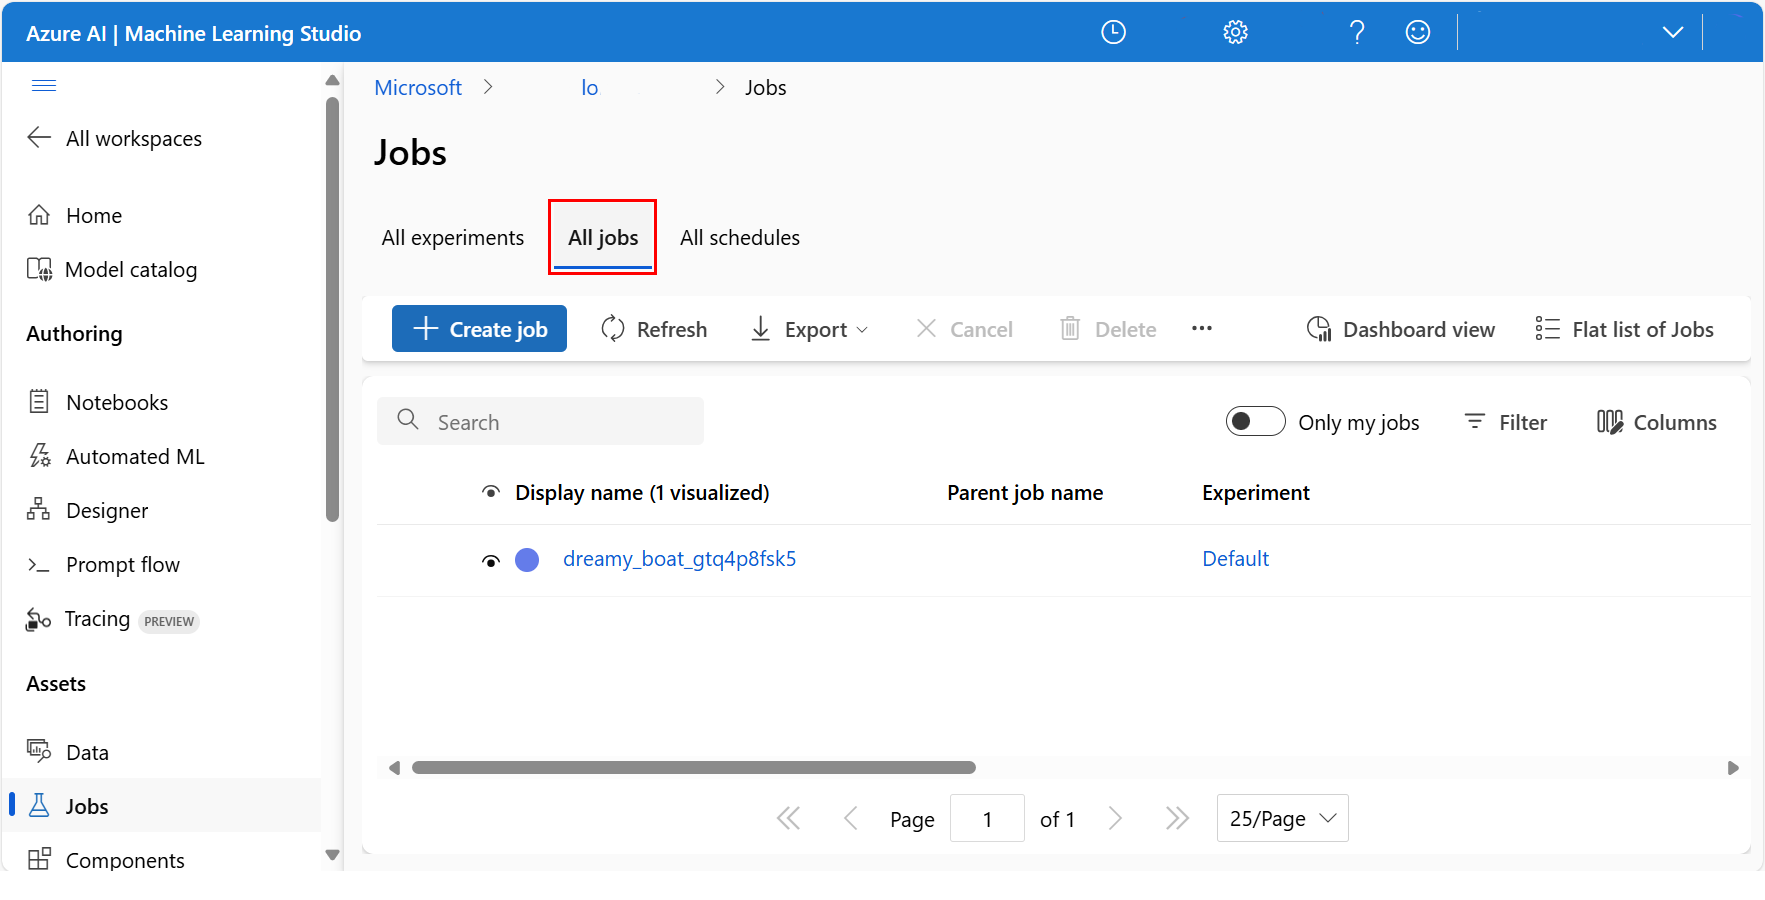 Azure AI | Machine Learning Studio
Microsoft > lo > Jobs
All workspaces
Home
Model catalog
Authoring
Notebooks
Automated ML
Designer
Prompt flow
Tracing PREVIEW
Assets
Data
Jobs
Components
Jobs
All experiments All jobs All schedules
Create job Refresh Export Cancel Delete ··· Dashboard view Flat list of Jobs
Search Only my jobs Filter Columns
Display name (1 visualized) Parent job name Experiment
dreamy_boat_gtq4p8fsk5 Default
Page 1 of 1 25/Page